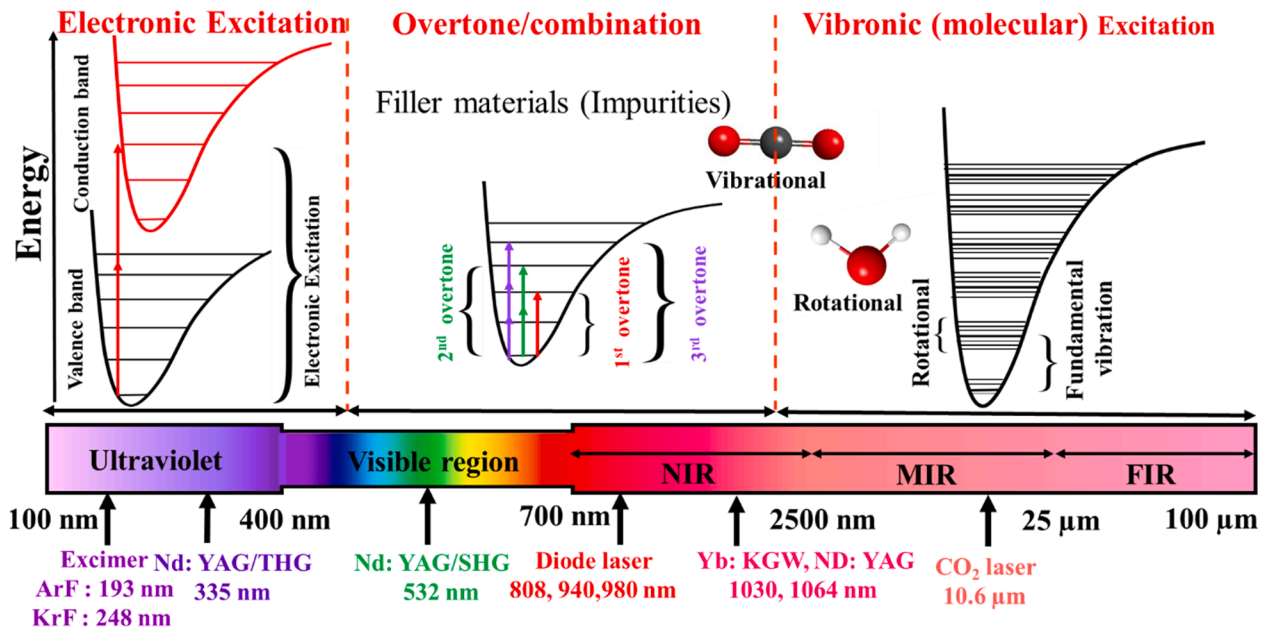 Electronic Excitation
Overtone/combination
Vibronic (molecular) Excitation
Energy
Conduction band
Valence band
Electronic Excitation
Filler materials (Impurities)
Vibrational
Rotational
2nd overtone
1st overtone
3rd overtone
Rotational
Fundamental
vibration
Ultraviolet
Visible region
NIR
MIR
FIR
100 nm
400 nm
700 nm
2500 nm
25 µm
100 µm
Excimer
ArF : 193 nm
KrF : 248 nm
Nd: YAG/THG
335 nm
Nd: YAG/SHG
532 nm
Diode laser
808, 940,980 nm
Yb: KGW, ND: YAG
1030, 1064 nm
CO₂ laser
10.6 µm